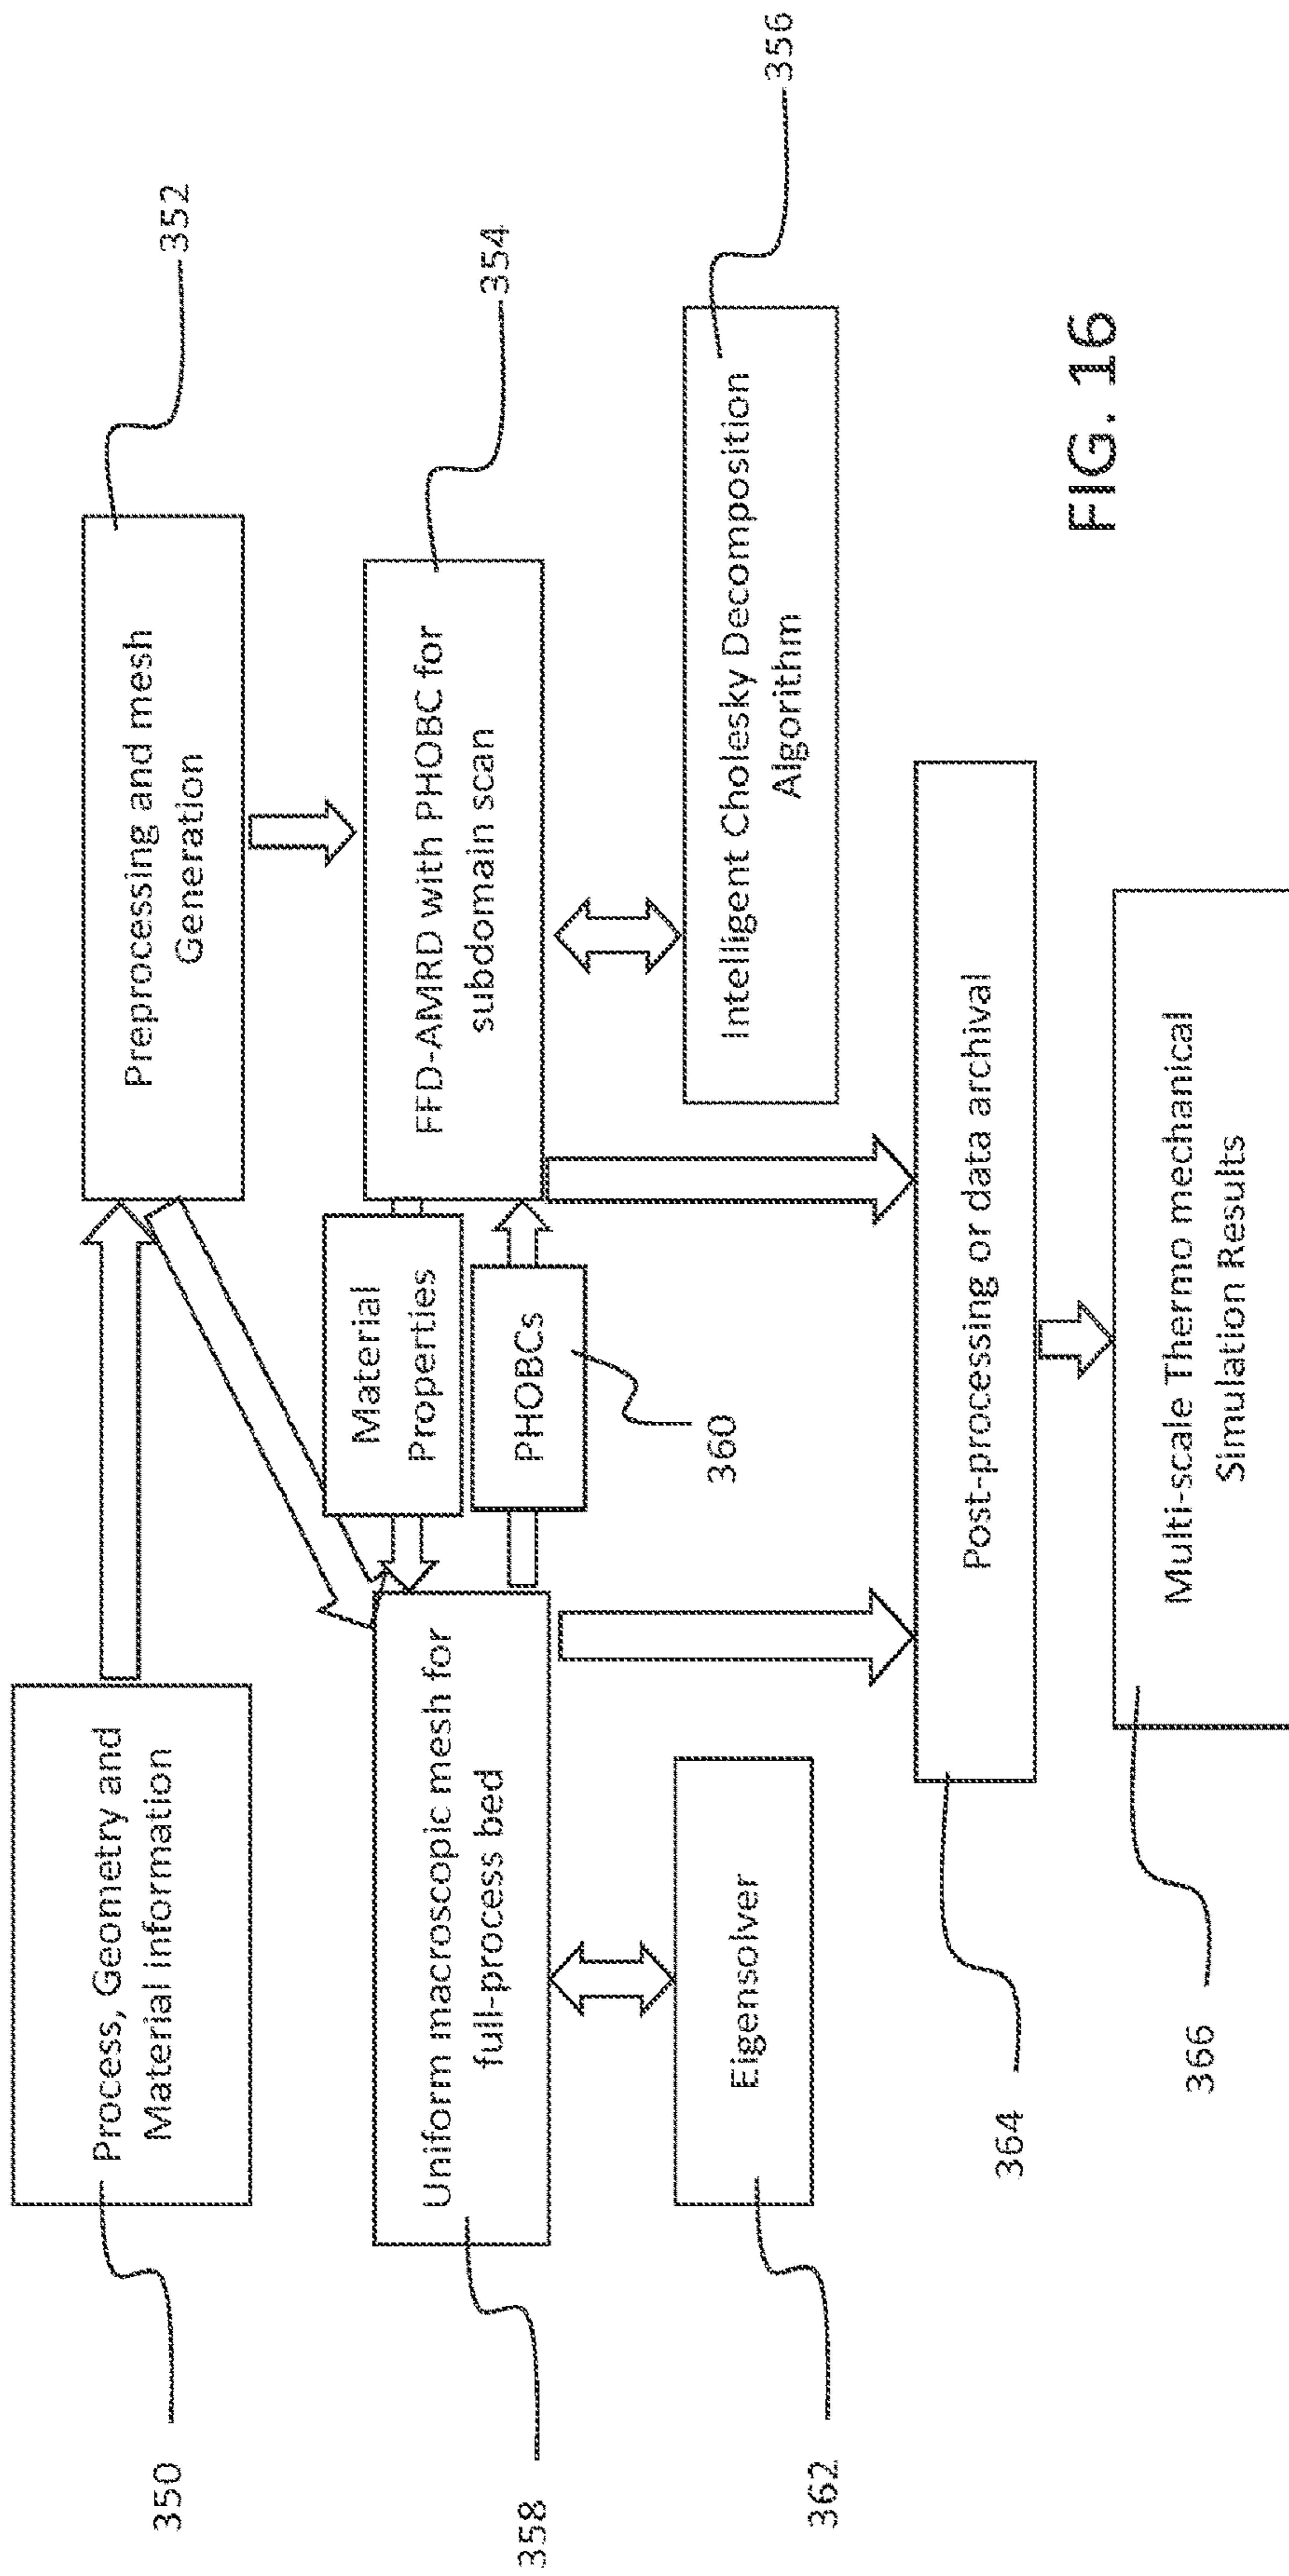 350
Process, Geometry and
Material Information
Preprocessing and mesh
Generation
352
358
Uniform macroscopic mesh for
full-process bed
Material
Properties
PHOBCs
360
FFD-AMRD with PHOBC for
subdomain scan
354
362
Eigensolver
Intelligent Cholesky Decomposition
Algorithm
356
364
Post-processing or data archival
366
Multi-scale Thermo mechanical
Simulation Results
FIG. 16